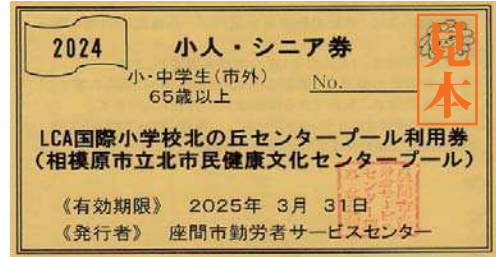 2024
小人・シニア券
見本
小・中学生(市外)
65歳以上
No.
LCA国際小学校北の丘センタープール利用券
(相模原市立北市民健康文化センタープール)
《有効期限》 2025年 3月 31日
《発行者》 座間市勤労者サービスセンター